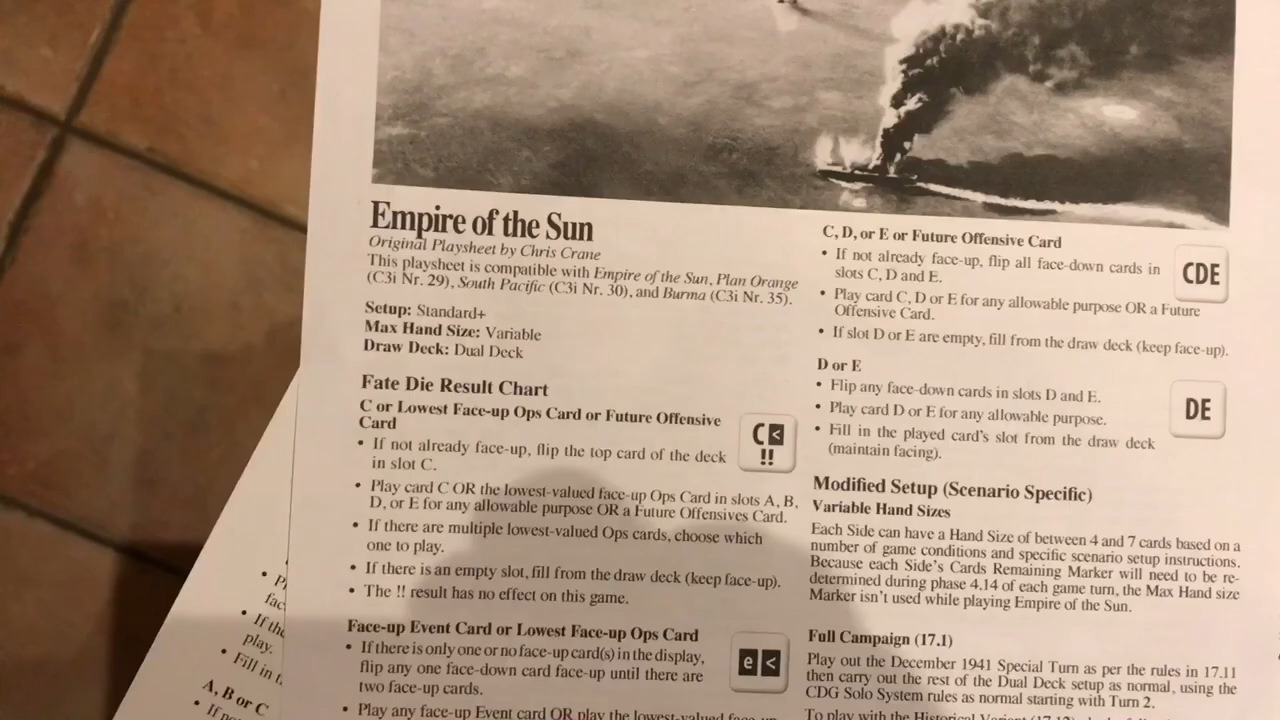 Empire of the Sun
Original Playsheet by Chris Crane
This playsheet is compatible with Empire of the Sun, Plan Orange
(C3i Nr. 29), South Pacific (C3i Nr. 30), and Burma (C3i Nr. 35).
Setup: Standard+
Max Hand Size: Variable
Draw Deck: Dual Deck
Fate Die Result Chart
C or Lowest Face-up Ops Card or Future Offensive
Card
• If not already face-up, flip the top card of the deck
in slot C.
• Play card C OR the lowest-valued face-up Ops Card in slots A, B,
D, or E for any allowable purpose OR a Future Offensives Card.
• If there are multiple lowest-valued Ops cards, choose which
one to play.
• If there is an empty slot, fill from the draw deck (keep face-up).
• The !! result has no effect on this game.
C <
!!
Face-up Event Card or Lowest Face-up Ops Card
• If there is only one or no face-up card(s) in the display,
flip any one face-down card face-up until there are
two face-up cards.
• Play any face-up Event card OR play the lowest-valued face-up
e <
C, D, or E or Future Offensive Card
• If not already face-up, flip all face-down cards in
slots C, D and E.
• Play card C, D or E for any allowable purpose OR a Future
Offensive Card.
• If slot D or E are empty, fill from the draw deck (keep face-up).
CDE
D or E
• Flip any face-down cards in slots D and E.
• Play card D or E for any allowable purpose.
• Fill in the played card's slot from the draw deck
(maintain facing).
DE
Modified Setup (Scenario Specific)
Variable Hand Sizes
Each Side can have a Hand Size of between 4 and 7 cards based on a
number of game conditions and specific scenario setup instructions.
Because each Side's Cards Remaining Marker will need to be re-
determined during phase 4.14 of each game turn, the Max Hand size
Marker isn't used while playing Empire of the Sun.
Full Campaign (17.1)
Play out the December 1941 Special Turn as per the rules in 17.11
then carry out the rest of the Dual Deck setup as normal, using the
CDG Solo System rules as normal starting with Turn 2.
To play with the Historical Variant
• If the
play.
• Fill in
A, B or C
• If